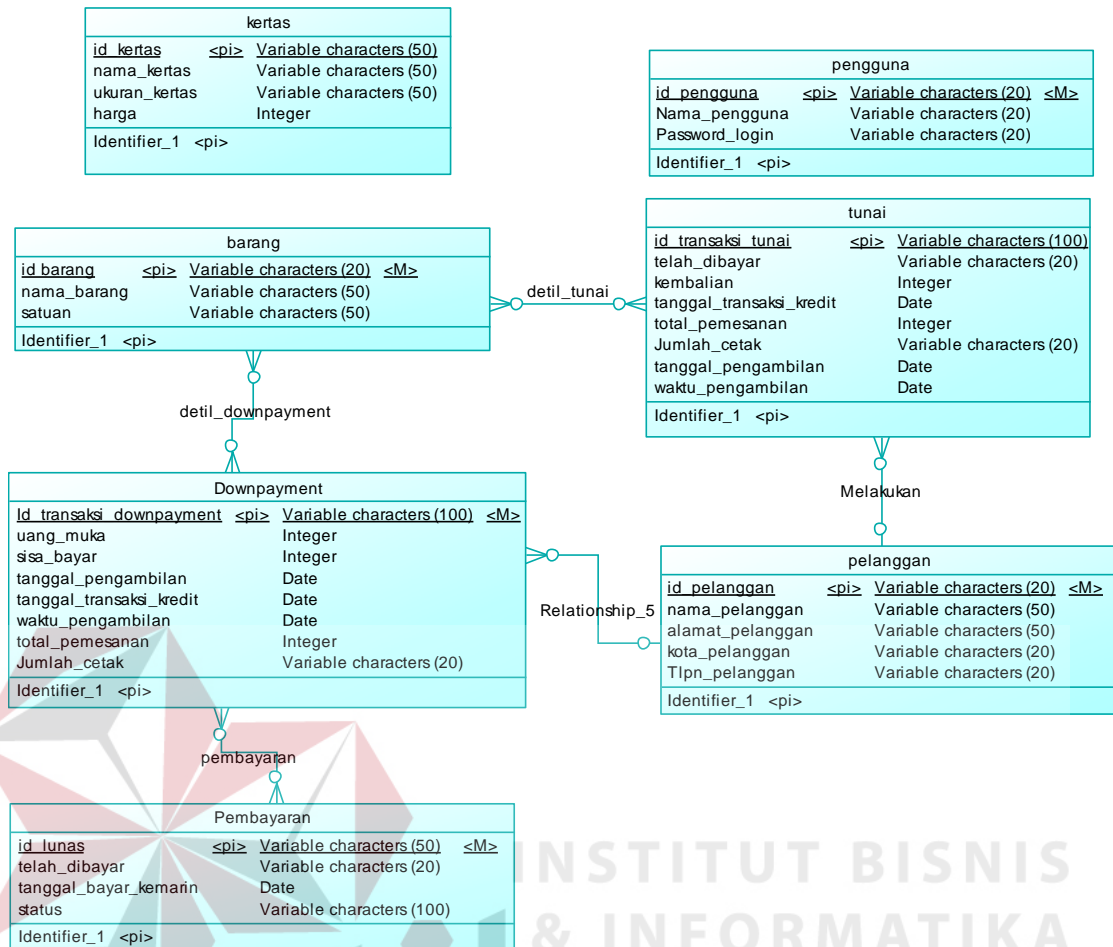 kertas
id_kertas <pi> Variable characters (50)
nama_kertas Variable characters (50)
ukuran_kertas Variable characters (50)
harga Integer
Identifier_1 <pi>
pengguna
id_pengguna <pi> Variable characters (20) <M>
Nama_pengguna Variable characters (20)
Password_login Variable characters (20)
Identifier_1 <pi>
barang
id barang <pi> Variable characters (20) <M>
nama_barang Variable characters (50)
satuan Variable characters (50)
Identifier_1 <pi>
detil_tunai
tunai
id_transaksi_tunai <pi> Variable characters (100)
telah_dibayar Variable characters (20)
kembalian Integer
tanggal_transaksi_kredit Date
total_pemesanan Integer
Jumlah_cetak Variable characters (20)
tanggal_pengambilan Date
waktu_pengambilan Date
Identifier_1 <pi>
detil_downpayment
Downpayment
Id_transaksi_downpayment <pi> Variable characters (100) <M>
uang_muka Integer
sisa_bayar Integer
tanggal_pengambilan Date
tanggal_transaksi_kredit Date
waktu_pengambilan Date
total_pemesanan Integer
Jumlah_cetak Variable characters (20)
Identifier_1 <pi>
Melakukan
Relationship_5
pelanggan
id_pelanggan <pi> Variable characters (20) <M>
nama_pelanggan Variable characters (50)
alamat_pelanggan Variable characters (50)
kota_pelanggan Variable characters (20)
Tlpn_pelanggan Variable characters (20)
Identifier_1 <pi>
pembayaran
Pembayaran
id_lunas <pi> Variable characters (50) <M>
telah_dibayar Variable characters (20)
tanggal_bayar_kemarin Date
status Variable characters (100)
Identifier_1 <pi>
INSTITUT BISNIS
& INFORMATIKA